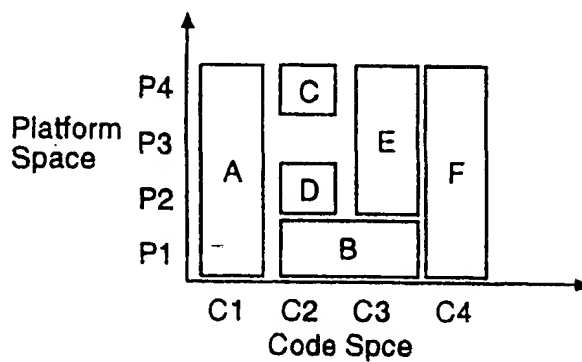 P4
C
Platform
Space
P3
E
A
F
P2
D
P1
B
C1 C2 C3 C4
Code Spce